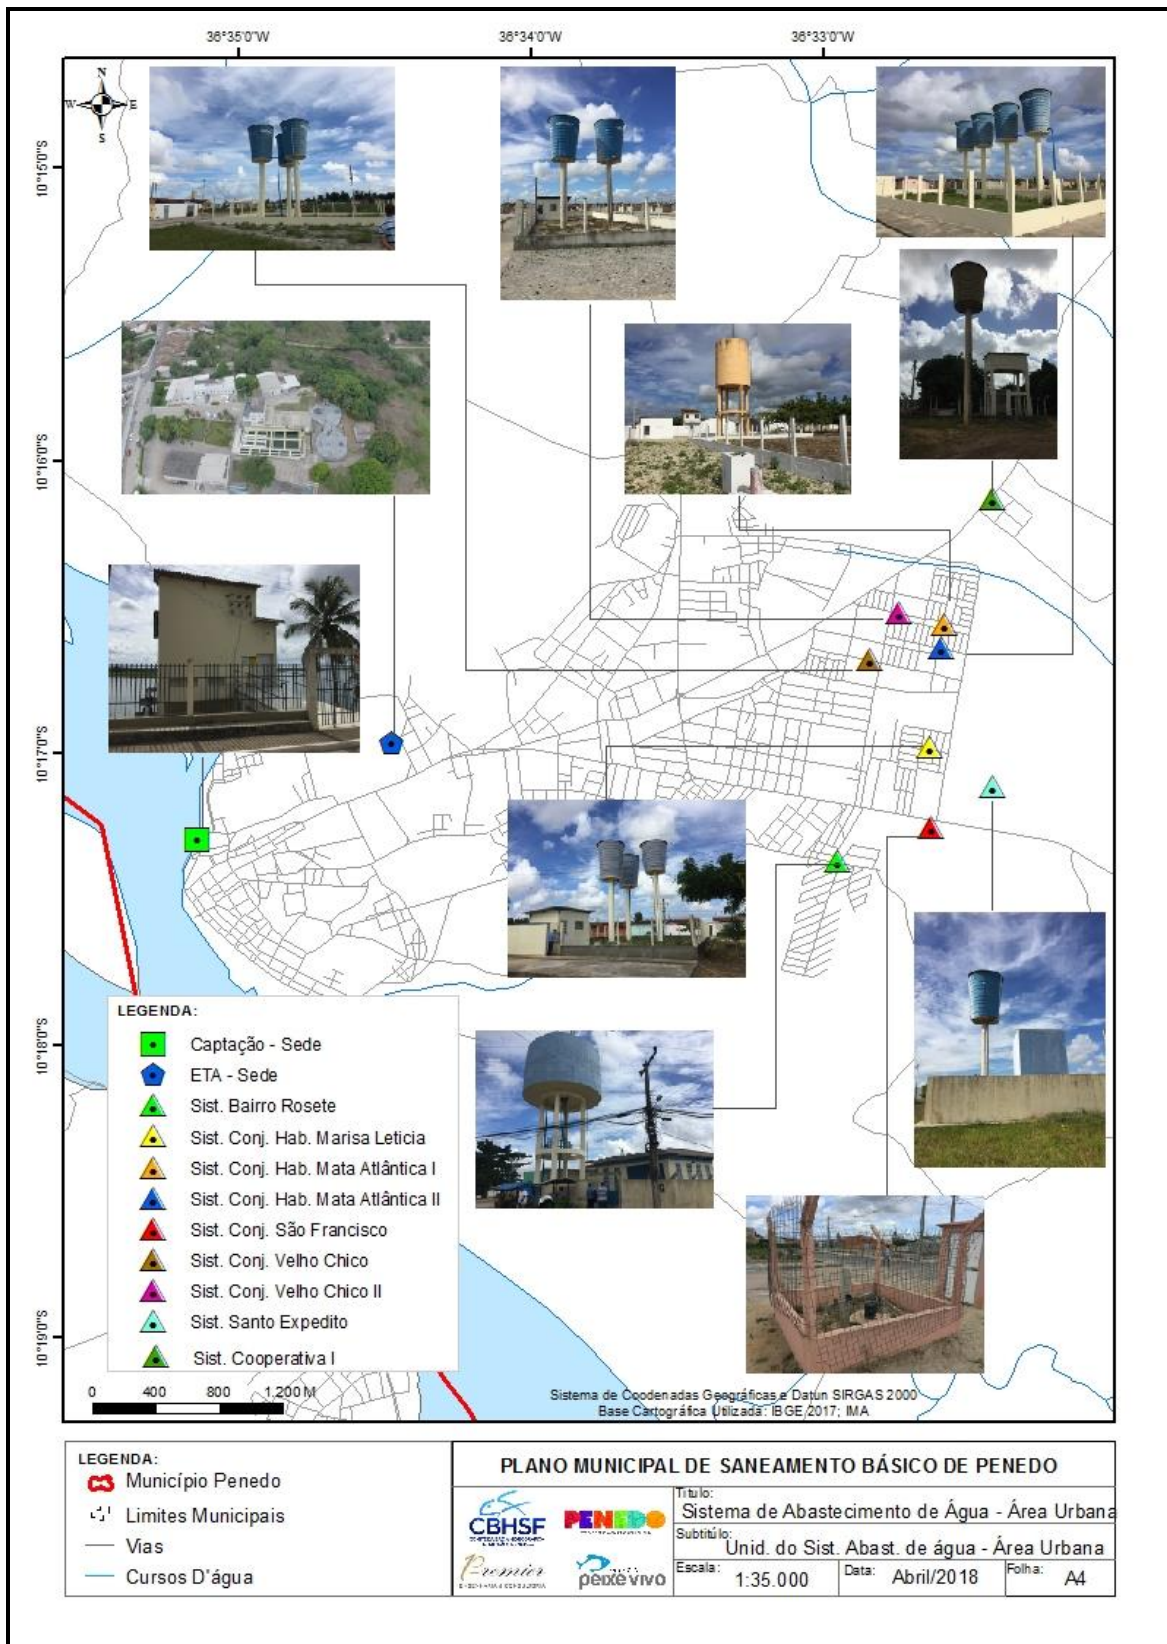 36°35'0"W 36°34'0"W 36°33'0"W
N
W E
S
10°15'0"S
10°16'0"S
10°17'0"S
10°18'0"S
10°19'0"S
LEGENDA:
Captação - Sede
ETA - Sede
Sist. Bairro Rosete
Sist. Conj. Hab. Marisa Leticia
Sist. Conj. Hab. Mata Atlântica I
Sist. Conj. Hab. Mata Atlântica II
Sist. Conj. São Francisco
Sist. Conj. Velho Chico
Sist. Conj. Velho Chico II
Sist. Santo Expedito
Sist. Cooperativa I
0 400 800 1.200 M
Sistema de Coodenadas Geográficas e Datun SIRGAS 2000
Base Cartográfica Utilizada: IBGE 2017; IMA
LEGENDA:
Município Penedo
Limites Municipais
Vias
Cursos D'água
PLANO MUNICIPAL DE SANEAMENTO BÁSICO DE PENEDO
CBHSF
PENEDO
Premier
ENGENHARIA & CONSULTORIA
peixe vivo
Titulo:
Sistema de Abastecimento de Água - Área Urbana
Subtitúlo:
Unid. do Sist. Abast. de água - Área Urbana
Escala: 1:35.000
Data: Abril/2018
Folha: A4